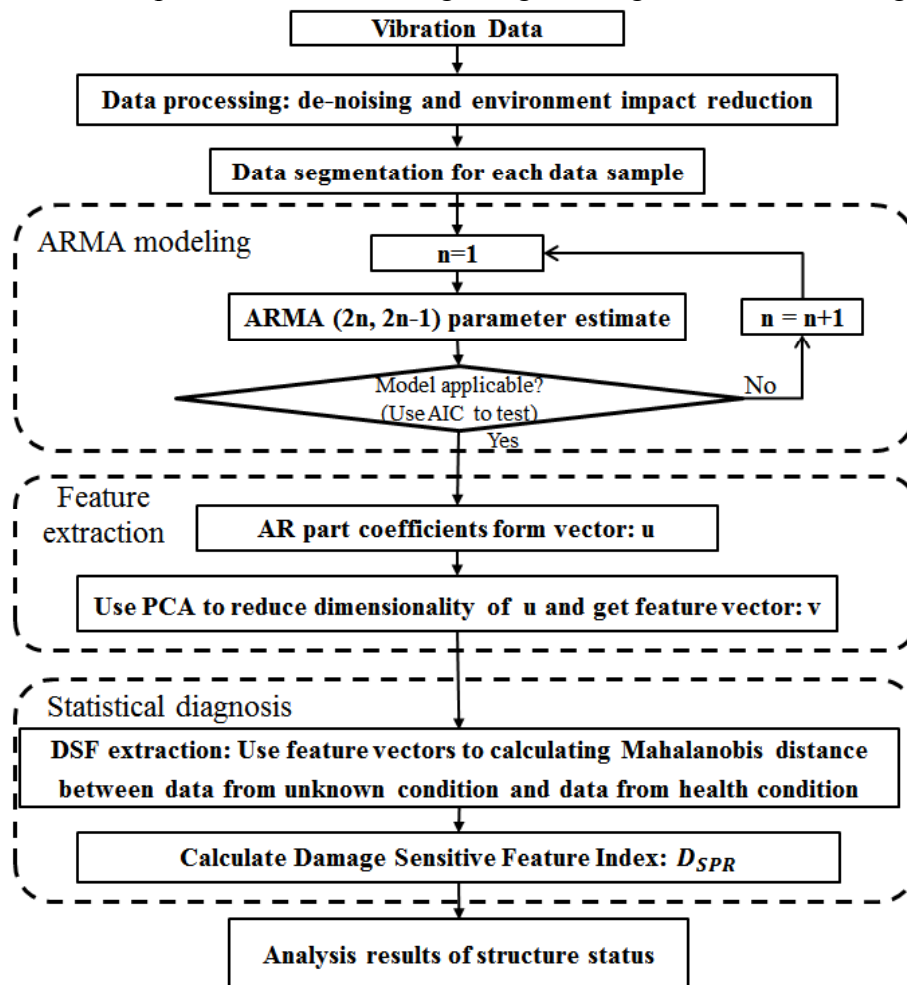 Vibration Data
Data processing: de-noising and environment impact reduction
Data segmentation for each data sample
ARMA modeling
n=1
ARMA (2n, 2n-1) parameter estimate
n = n+1
Model applicable?
(Use AIC to test)
No
Yes
Feature
extraction
AR part coefficients form vector: u
Use PCA to reduce dimensionality of u and get feature vector: v
Statistical diagnosis
DSF extraction: Use feature vectors to calculating Mahalanobis distance
between data from unknown condition and data from health condition
Calculate Damage Sensitive Feature Index: D_SPR
Analysis results of structure status